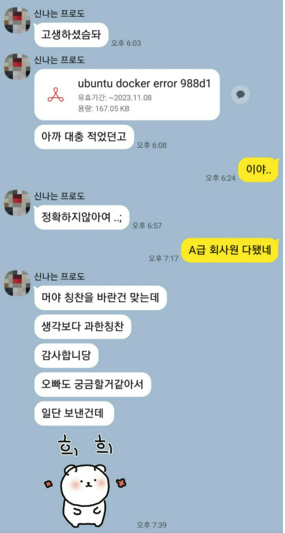 신나는 프로도
고생하셨슴돠
오후 6:03
신나는 프로도
ubuntu docker error 988d1
유효기간: ~2023.11.08
용량: 167.05 KB
아까 대충 적었던고
오후 6:08
이야..
오후 6:24
신나는 프로도
정확하지않아여 ..;
오후 6:57
A급 회사원 다됐네
오후 7:17
신나는 프로도
머야 칭찬을 바란건 맞는데
생각보다 과한칭찬
감사합니당
오빠도 궁금할거같아서
일단 보낸건데
희, 희
오후 7:39